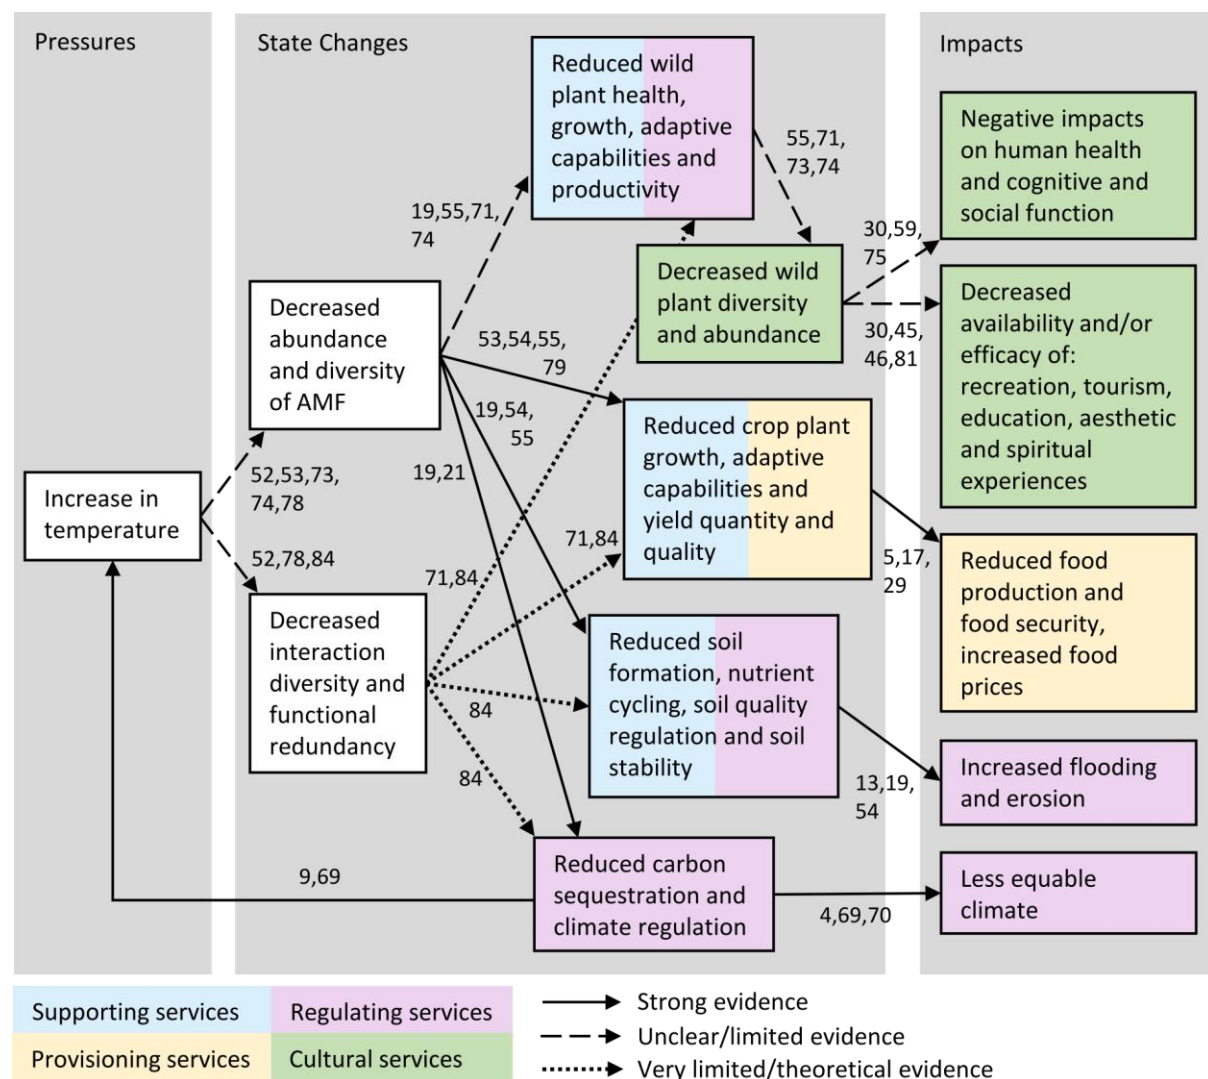 Pressures
State Changes
Impacts
Reduced wild
plant health,
growth, adaptive
capabilities and
productivity
55,71,
73,74
Negative impacts
on human health
and cognitive and
social function
19,55,71,
74
30,59,
75
Decreased wild
plant diversity
and abundance
Decreased
abundance
and diversity
of AMF
Decreased
availability and/or
efficacy of:
recreation, tourism,
education, aesthetic
and spiritual
experiences
30,45,
46,81
53,54,55,
79
19,54,
55
19,21
Reduced crop plant
growth, adaptive
capabilities and
yield quantity and
quality
Increase in
temperature
52,53,73,
74,78
52,78,84
71,84
71,84
5,17,
29
Reduced food
production and
food security,
increased food
prices
Decreased
interaction
diversity and
functional
redundancy
84
84
Reduced soil
formation, nutrient
cycling, soil quality
regulation and soil
stability
13,19,
54
Increased flooding
and erosion
9,69
Reduced carbon
sequestration and
climate regulation
4,69,70
Less equable
climate
Supporting services
Regulating services
Provisioning services
Cultural services
Strong evidence
Unclear/limited evidence
Very limited/theoretical evidence